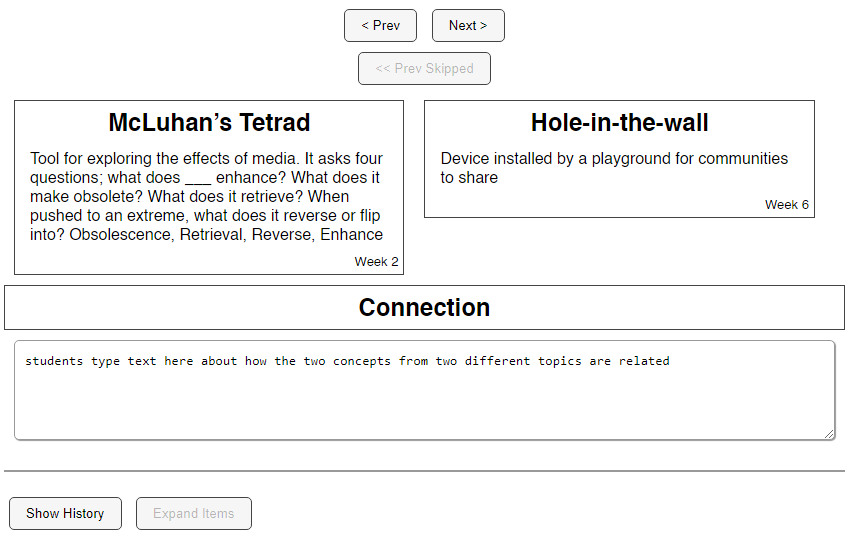 < Prev
Next >
<< Prev Skipped
McLuhan’s Tetrad
Tool for exploring the effects of media. It asks four
questions; what does ___ enhance? What does it
make obsolete? What does it retrieve? When
pushed to an extreme, what does it reverse or flip
into? Obsolescence, Retrieval, Reverse, Enhance
Week 2
Hole-in-the-wall
Device installed by a playground for communities
to share
Week 6
Connection
students type text here about how the two concepts from two different topics are related
Show History
Expand Items